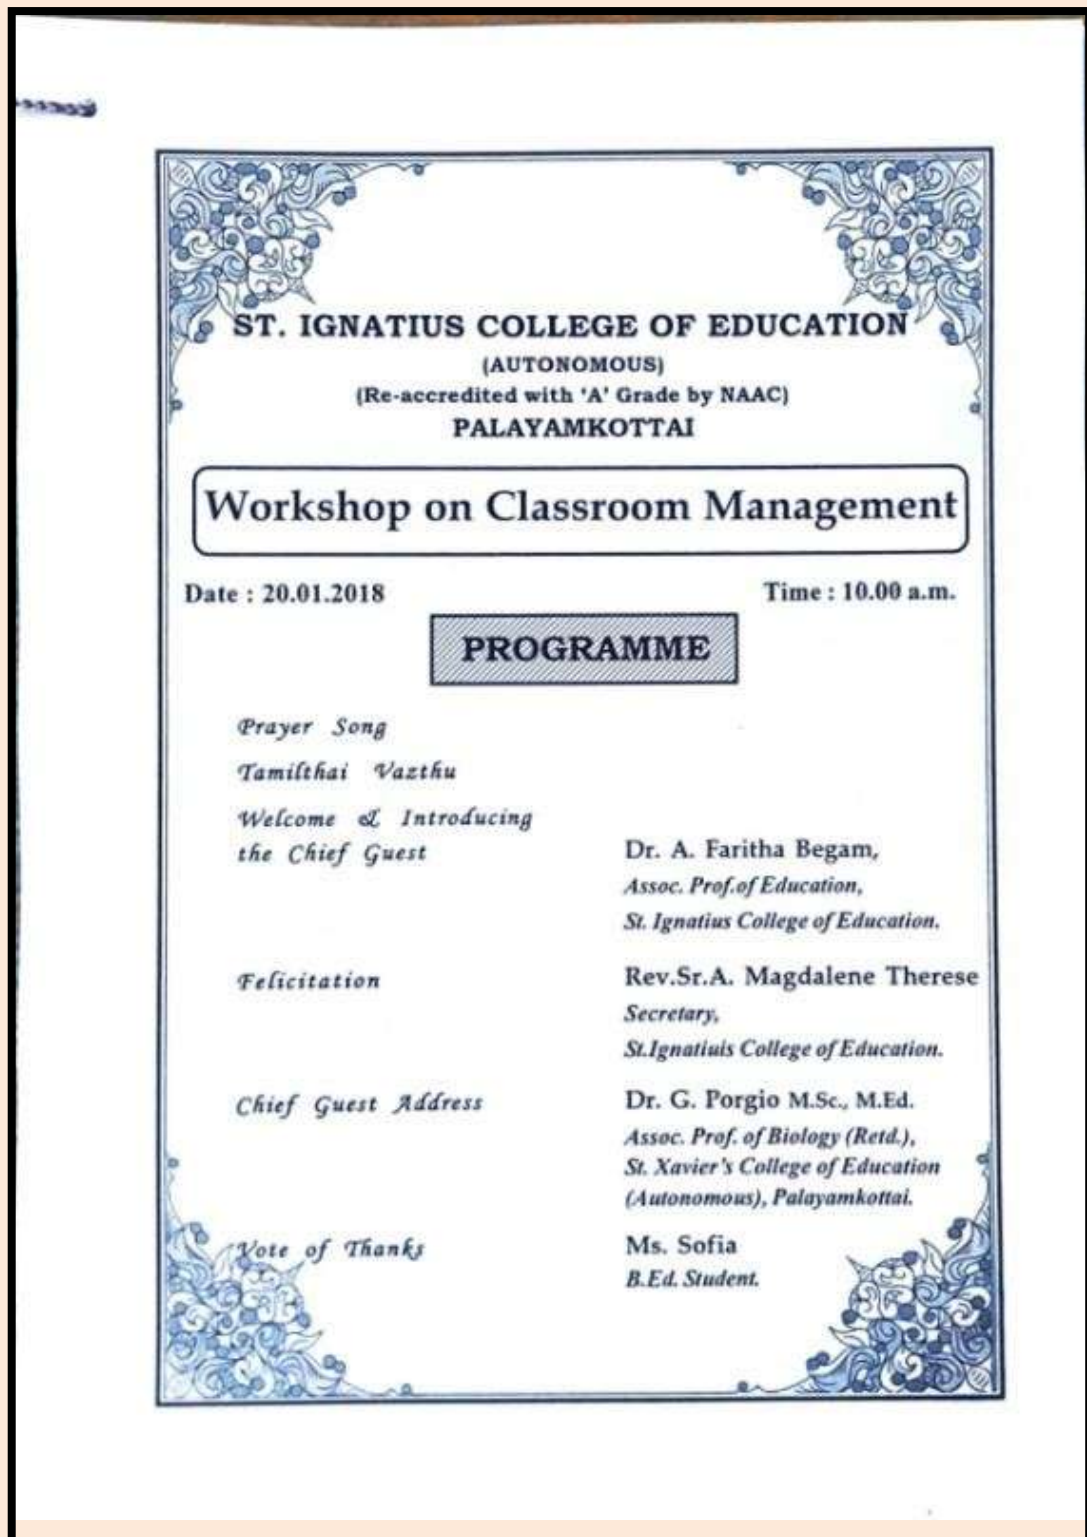 ST. IGNATIUS COLLEGE OF EDUCATION
(AUTONOMOUS)
(Re-accredited with 'A' Grade by NAAC)
PALAYAMKOTTAI
Workshop on Classroom Management
Date : 20.01.2018
Time : 10.00 a.m.
PROGRAMME
Prayer Song
Tamilthai Vazthu
Welcome & Introducing
the Chief Guest
Dr. A. Faritha Begam,
Assoc. Prof.of Education,
St. Ignatius College of Education.
Felicitation
Rev.Sr.A. Magdalene Therese
Secretary,
St.Ignatiuis College of Education.
Chief Guest Address
Dr. G. Porgio M.Sc., M.Ed.
Assoc. Prof. of Biology (Retd.),
St. Xavier's College of Education
(Autonomous), Palayamkottai.
Vote of Thanks
Ms. Sofia
B.Ed. Student.